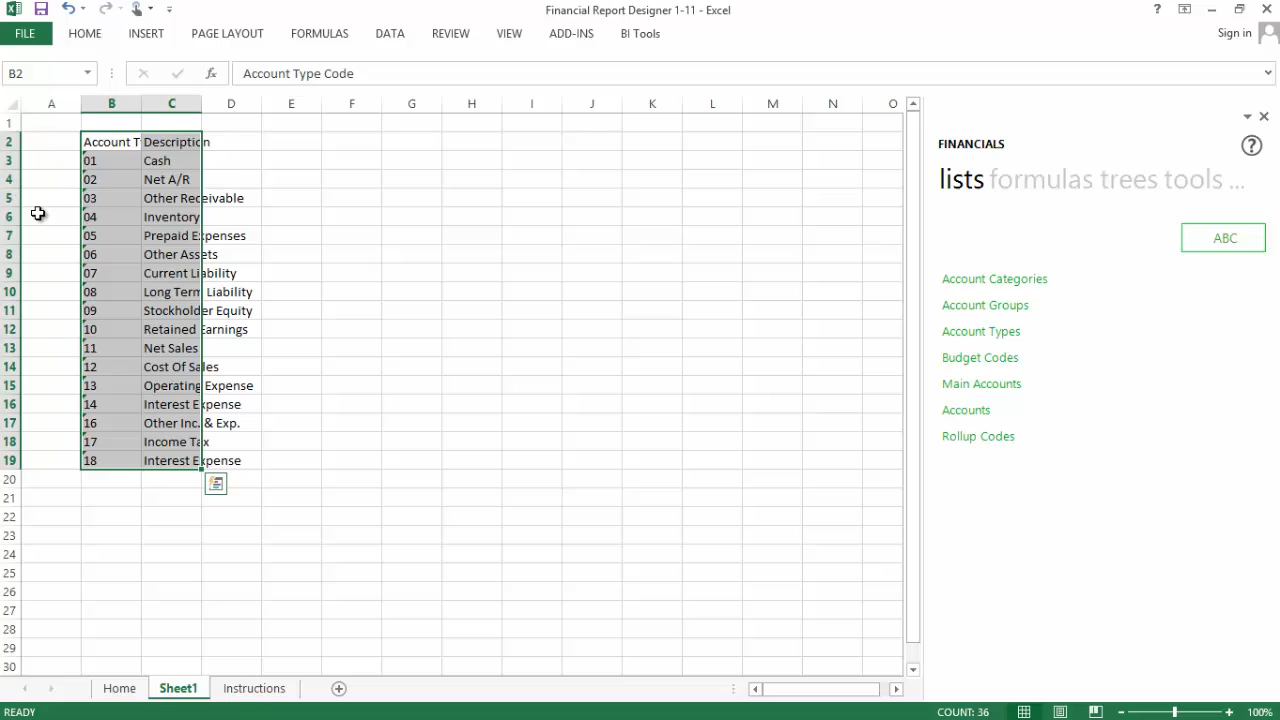 Financial Report Designer 1-11 - Excel
?
FILE HOME INSERT PAGE LAYOUT FORMULAS DATA REVIEW VIEW ADD-INS BI Tools Sign in
B2 fx Account Type Code
A B C D E F G H I J K L M N O
1
2 Account T Description
3 01 Cash
4 02 Net A/R
5 03 Other Receivable
6 04 Inventory
7 05 Prepaid Expenses
8 06 Other Assets
9 07 Current Liability
10 08 Long Term Liability
11 09 Stockholder Equity
12 10 Retained Earnings
13 11 Net Sales
14 12 Cost Of Sales
15 13 Operating Expense
16 14 Interest Expense
17 16 Other Inc. & Exp.
18 17 Income Tax
19 18 Interest Expense
20
21
22
23
24
25
26
27
28
29
30
FINANCIALS ?
lists formulas trees tools ...
ABC
Account Categories
Account Groups
Account Types
Budget Codes
Main Accounts
Accounts
Rollup Codes
Home Sheet1 Instructions
READY COUNT: 36 100%